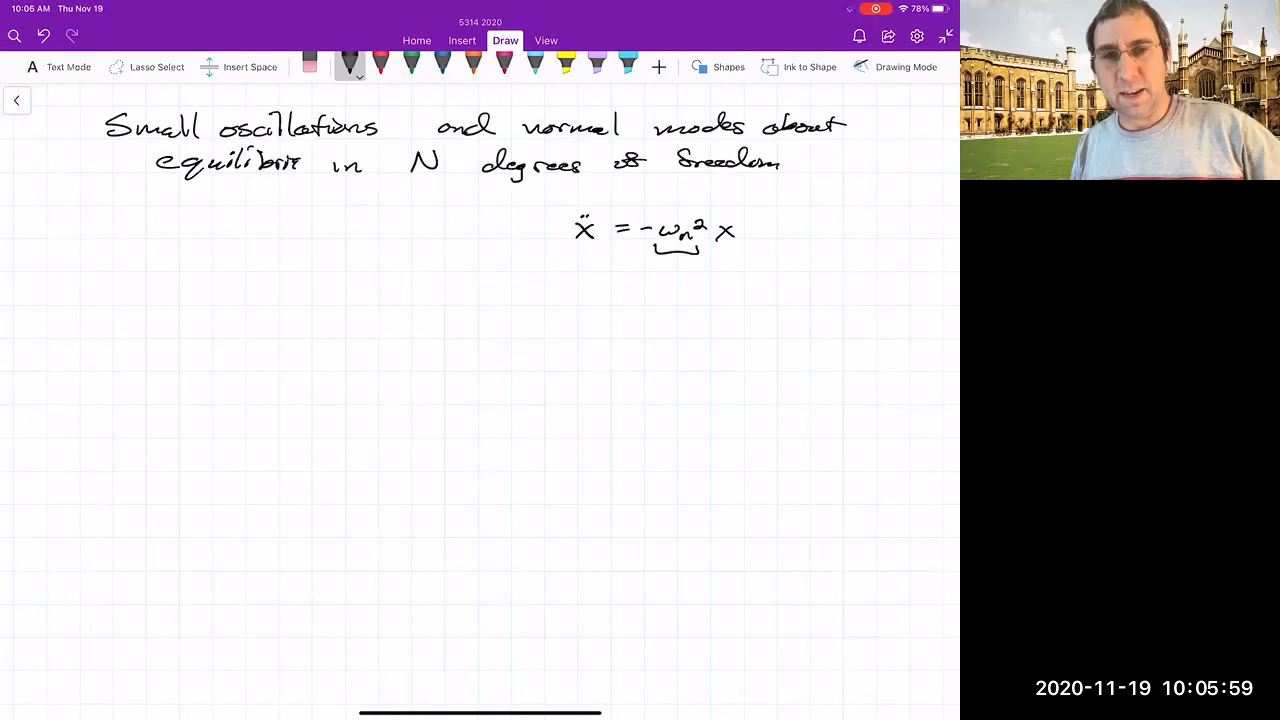 10:05 AM Thu Nov 19
78%
5314 2020
Home Insert Draw View
Text Mode Lasso Select Insert Space Shapes Ink to Shape Drawing Mode
Small oscillations and normal modes about
equilibria in N degrees of freedom
ẍ = -ωₙ² x
2020-11-19 10:05:59